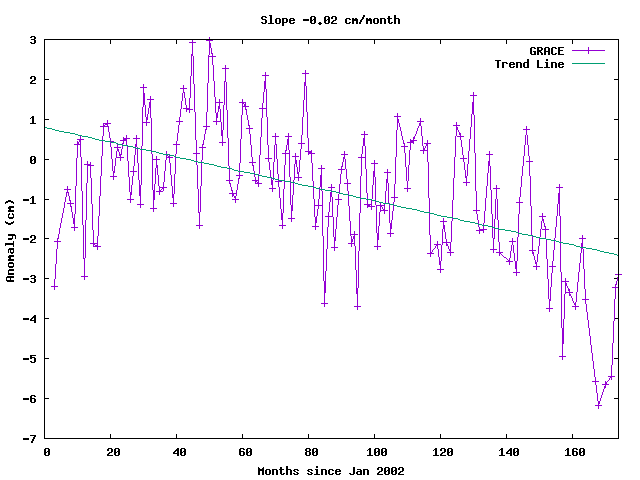 Slope -0.02 cm/month
GRACE
Trend Line
3
2
1
0
-1
-2
-3
-4
-5
-6
-7
Anomaly (cm)
0 20 40 60 80 100 120 140 160
Months since Jan 2002